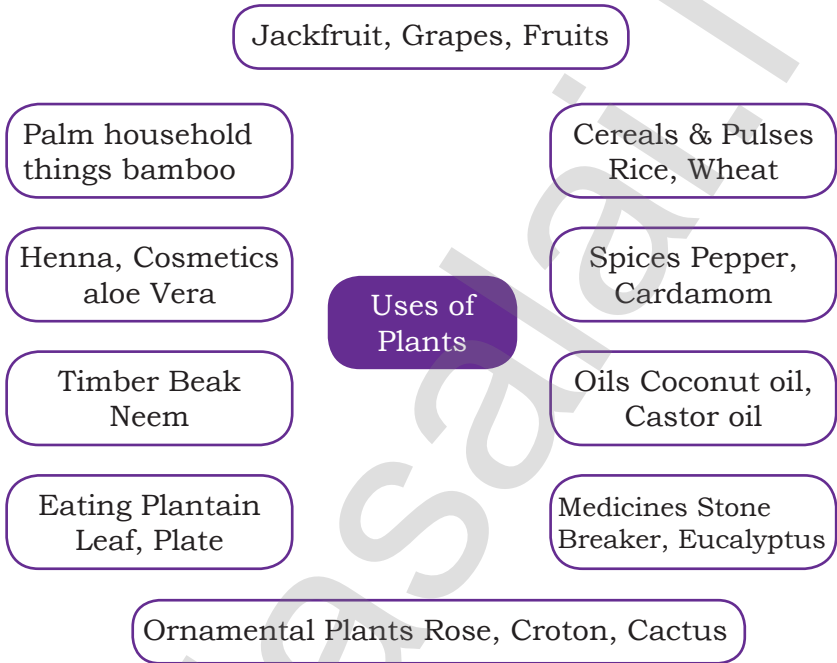 Jackfruit, Grapes, Fruits
Palm household
things bamboo
Henna, Cosmetics
aloe Vera
Timber Beak
Neem
Eating Plantain
Leaf, Plate
Uses of
Plants
Cereals & Pulses
Rice, Wheat
Spices Pepper,
Cardamom
Oils Coconut oil,
Castor oil
Medicines Stone
Breaker, Eucalyptus
Ornamental Plants Rose, Croton, Cactus